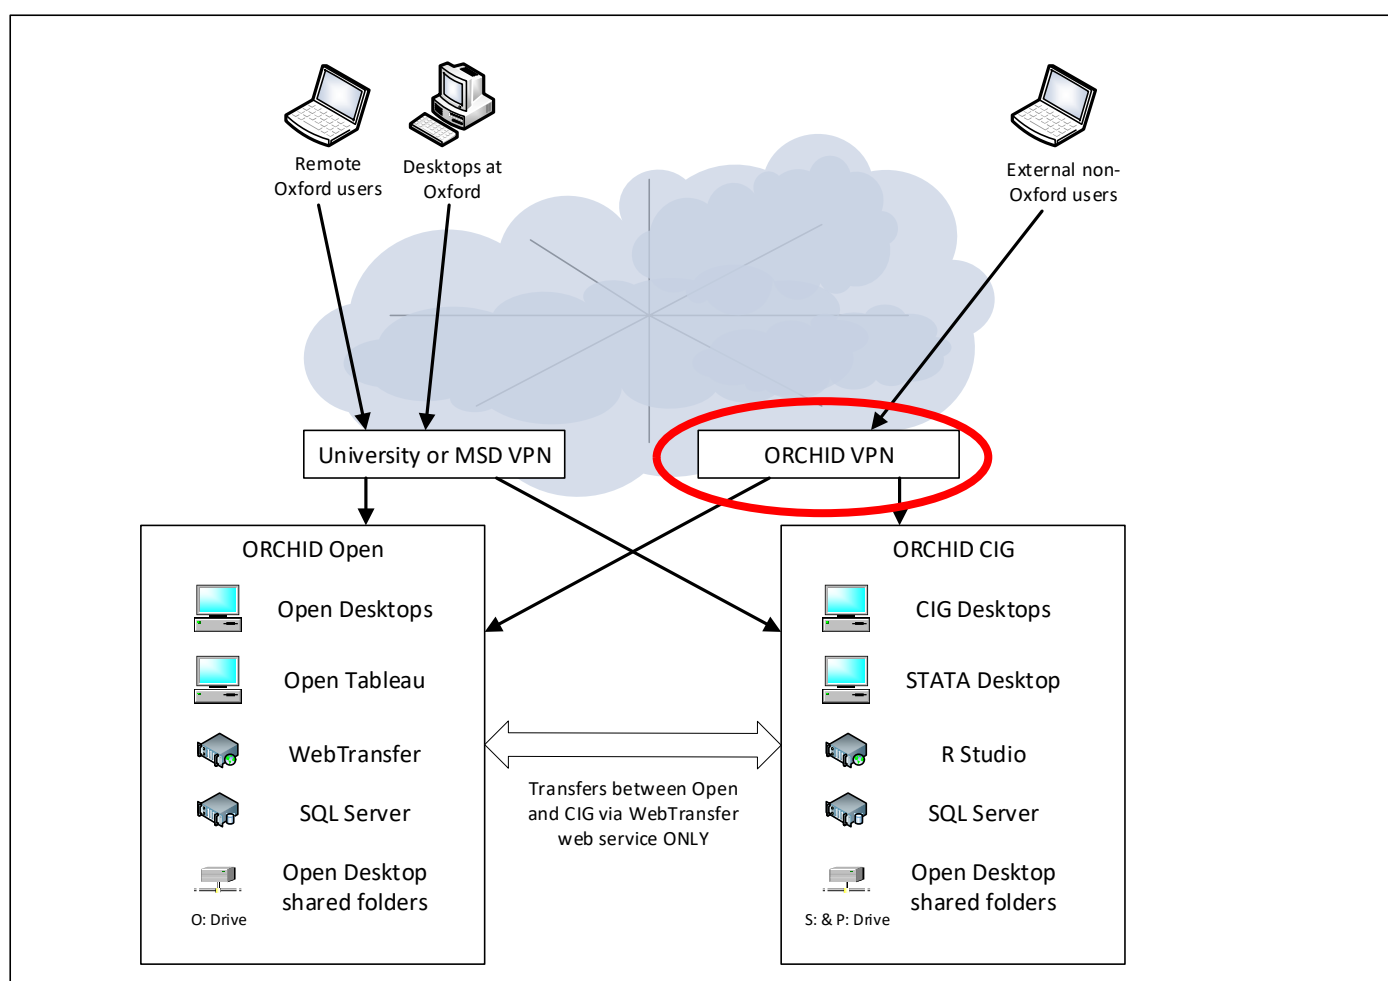 Remote
Oxford users
Desktops at
Oxford
External non-
Oxford users
University or MSD VPN
ORCHID VPN
ORCHID Open
Open Desktops
Open Tableau
WebTransfer
SQL Server
Open Desktop
shared folders
O: Drive
Transfers between Open
and CIG via WebTransfer
web service ONLY
ORCHID CIG
CIG Desktops
STATA Desktop
R Studio
SQL Server
Open Desktop
shared folders
S: & P: Drive